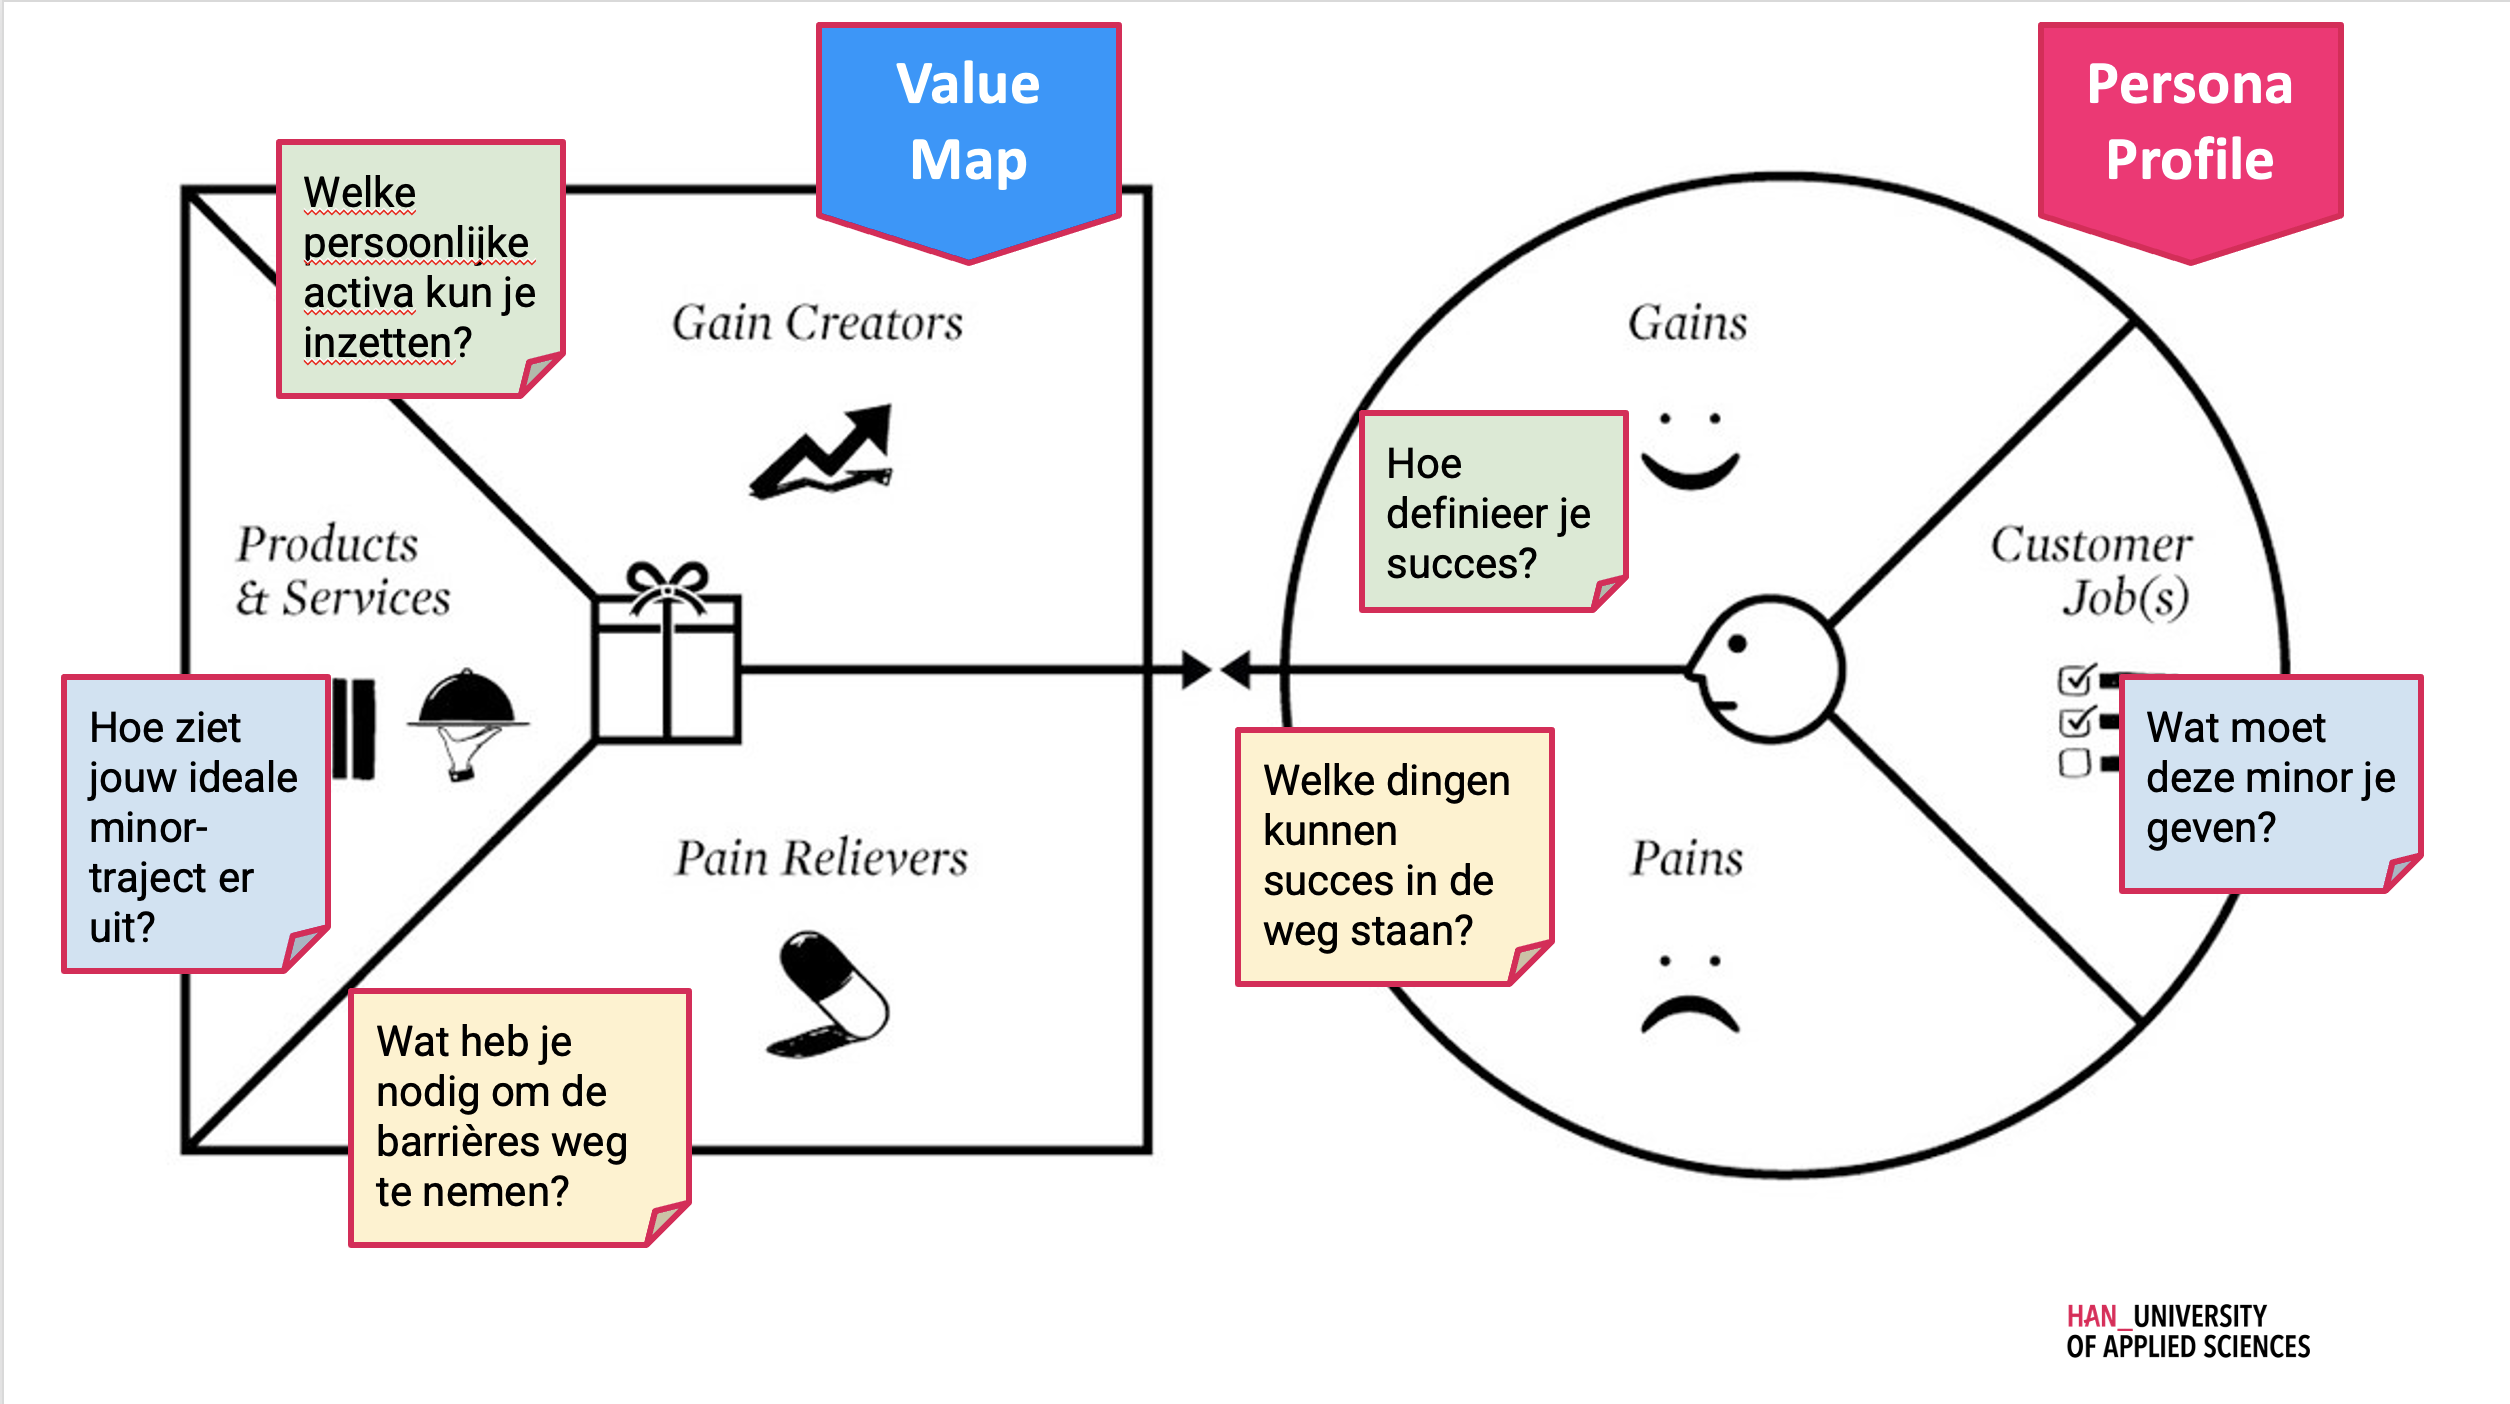 Value
Map
Persona
Profile
Welke
persoonlijke
activa kun je
inzetten?
Gain Creators
Products
& Services
Hoe ziet
jouw ideale
minor-
traject er
uit?
Pain Relievers
Wat heb je
nodig om de
barrières weg
te nemen?
Gains
Hoe
definieer je
succes?
Customer
Job(s)
Wat moet
deze minor je
geven?
Welke dingen
kunnen
succes in de
weg staan?
Pains
HAN_UNIVERSITY
OF APPLIED SCIENCES